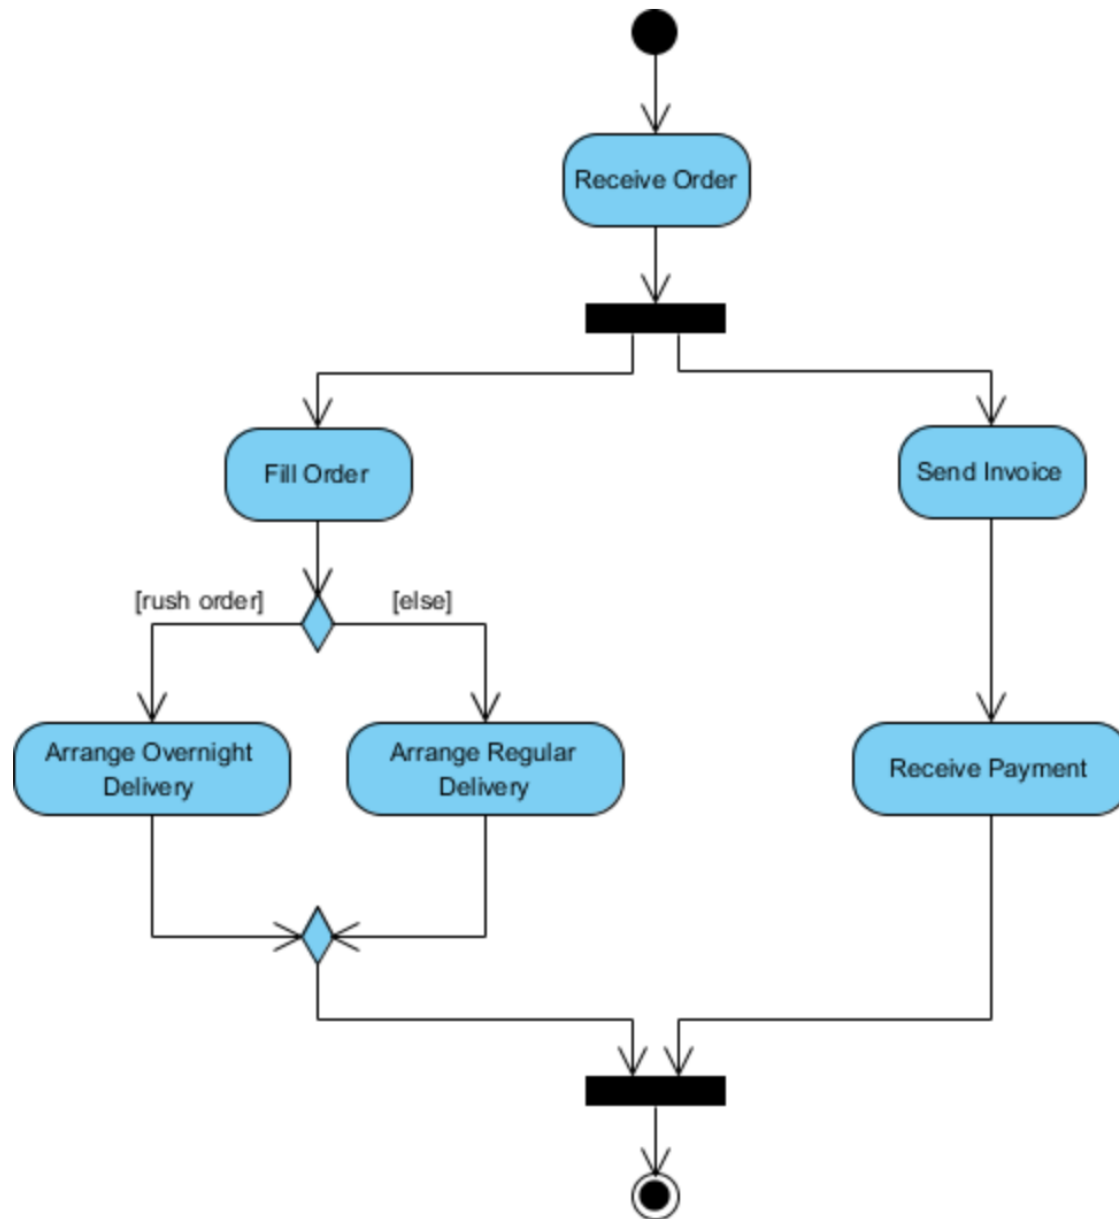 Receive Order
Fill Order
Send Invoice
[rush order]
[else]
Arrange Overnight
Delivery
Arrange Regular
Delivery
Receive Payment